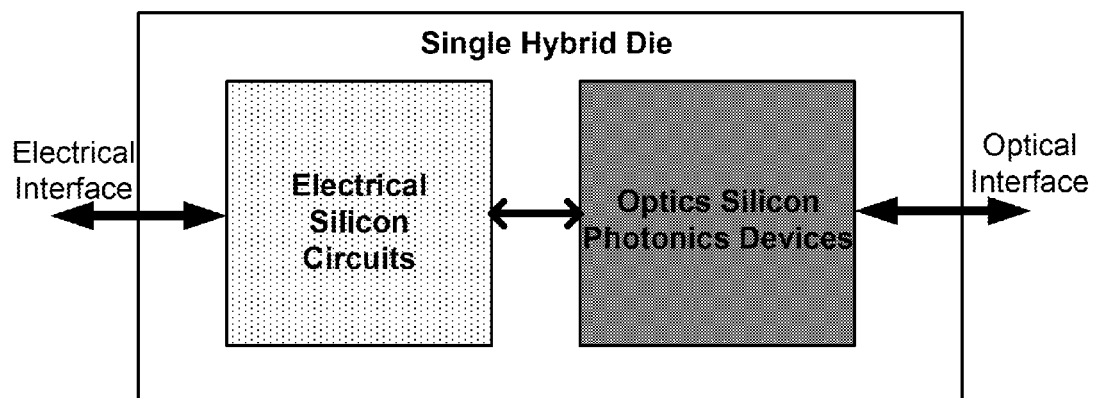 Single Hybrid Die
Electrical
Interface
Electrical
Silicon
Circuits
Optics Silicon
Photonics Devices
Optical
Interface